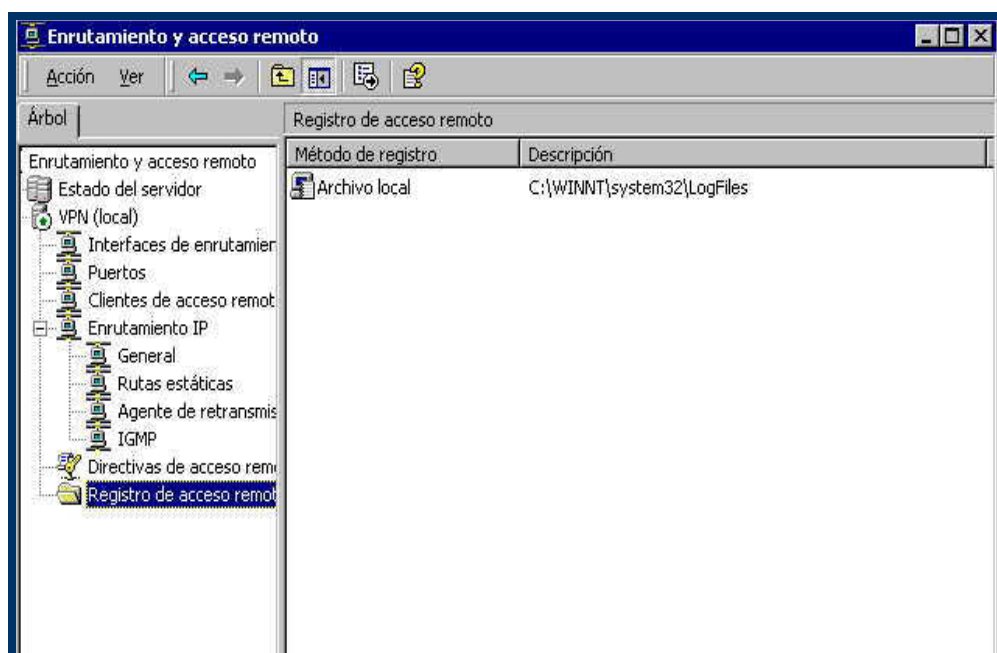 Enrutamiento y acceso remoto
Acción Ver
Árbol
Registro de acceso remoto
Enrutamiento y acceso remoto
Método de registro Descripción
Estado del servidor
Archivo local C:\WINNT\system32\LogFiles
VPN (local)
Interfaces de enrutamien
Puertos
Clientes de acceso remot
Enrutamiento IP
General
Rutas estáticas
Agente de retransmis
IGMP
Directivas de acceso rem
Registro de acceso remot